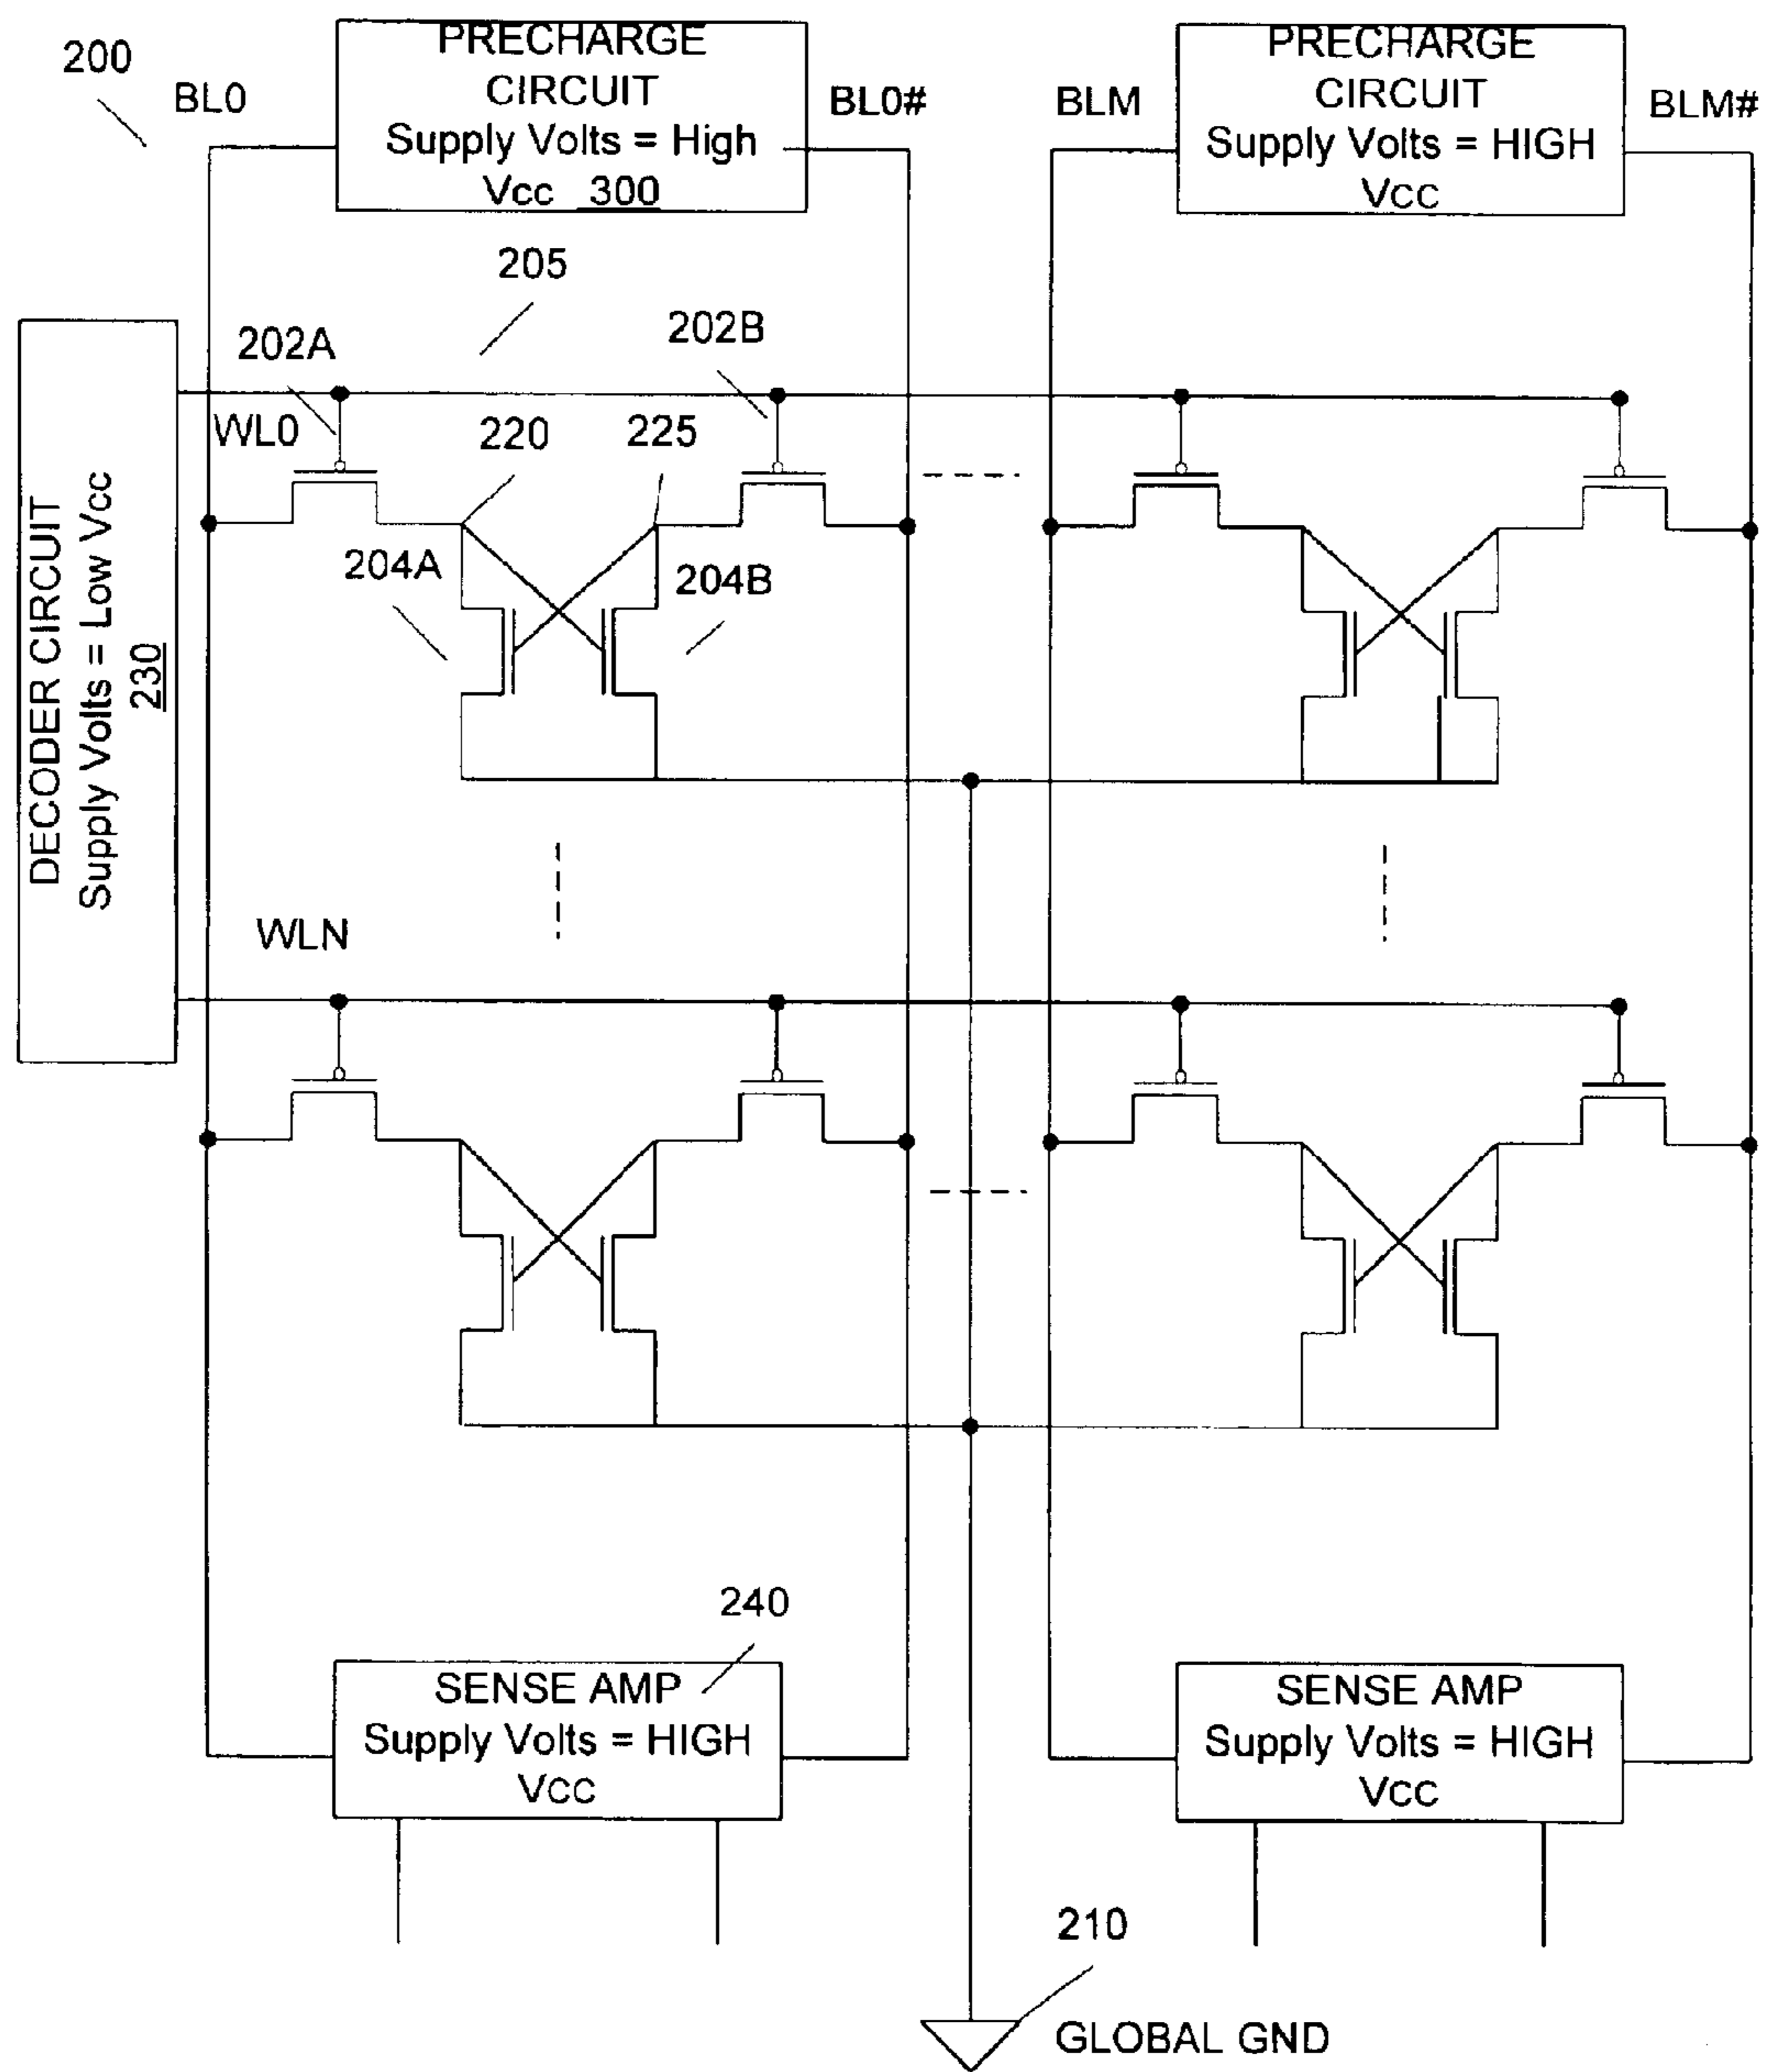 200
BL0
PRECHARGE
CIRCUIT
Supply Volts = High
Vcc 300
BL0#
BLM
PRECHARGE
CIRCUIT
Supply Volts = HIGH
VCC
BLM#
205
202A
202B
WL0
220
225
204A
204B
DECODER CIRCUIT
Supply Volts = Low Vcc
230
WLN
240
SENSE AMP
Supply Volts = HIGH
VCC
SENSE AMP
Supply Volts = HIGH
VCC
210
GLOBAL GND